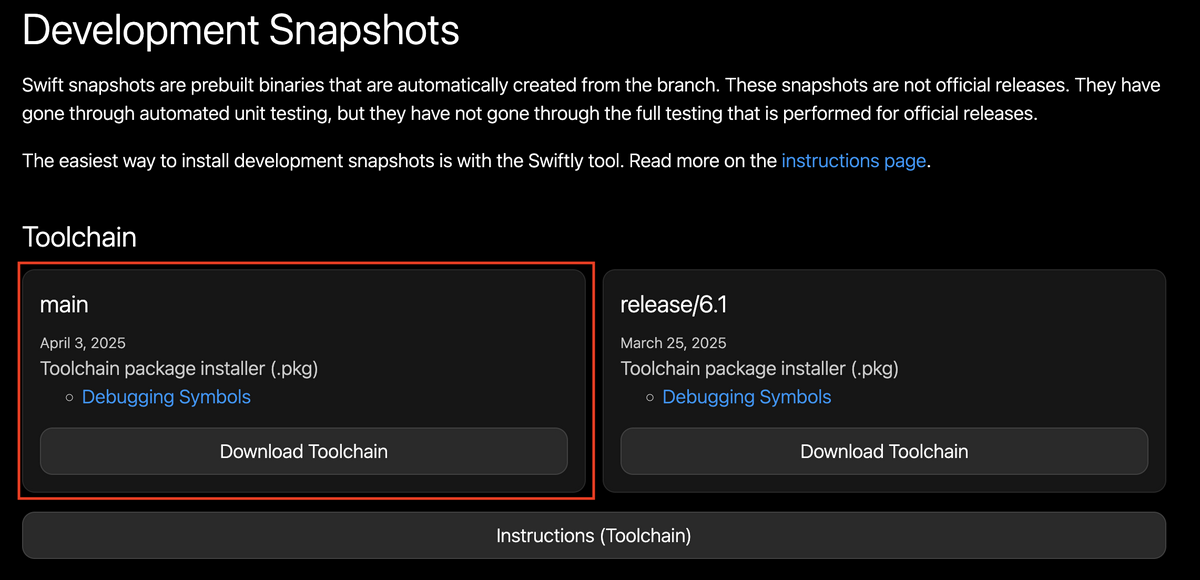 Development Snapshots
Swift snapshots are prebuilt binaries that are automatically created from the branch. These snapshots are not official releases. They have
gone through automated unit testing, but they have not gone through the full testing that is performed for official releases.
The easiest way to install development snapshots is with the Swiftly tool. Read more on the instructions page.
Toolchain
main
April 3, 2025
Toolchain package installer (.pkg)
Debugging Symbols
Download Toolchain
release/6.1
March 25, 2025
Toolchain package installer (.pkg)
Debugging Symbols
Download Toolchain
Instructions (Toolchain)